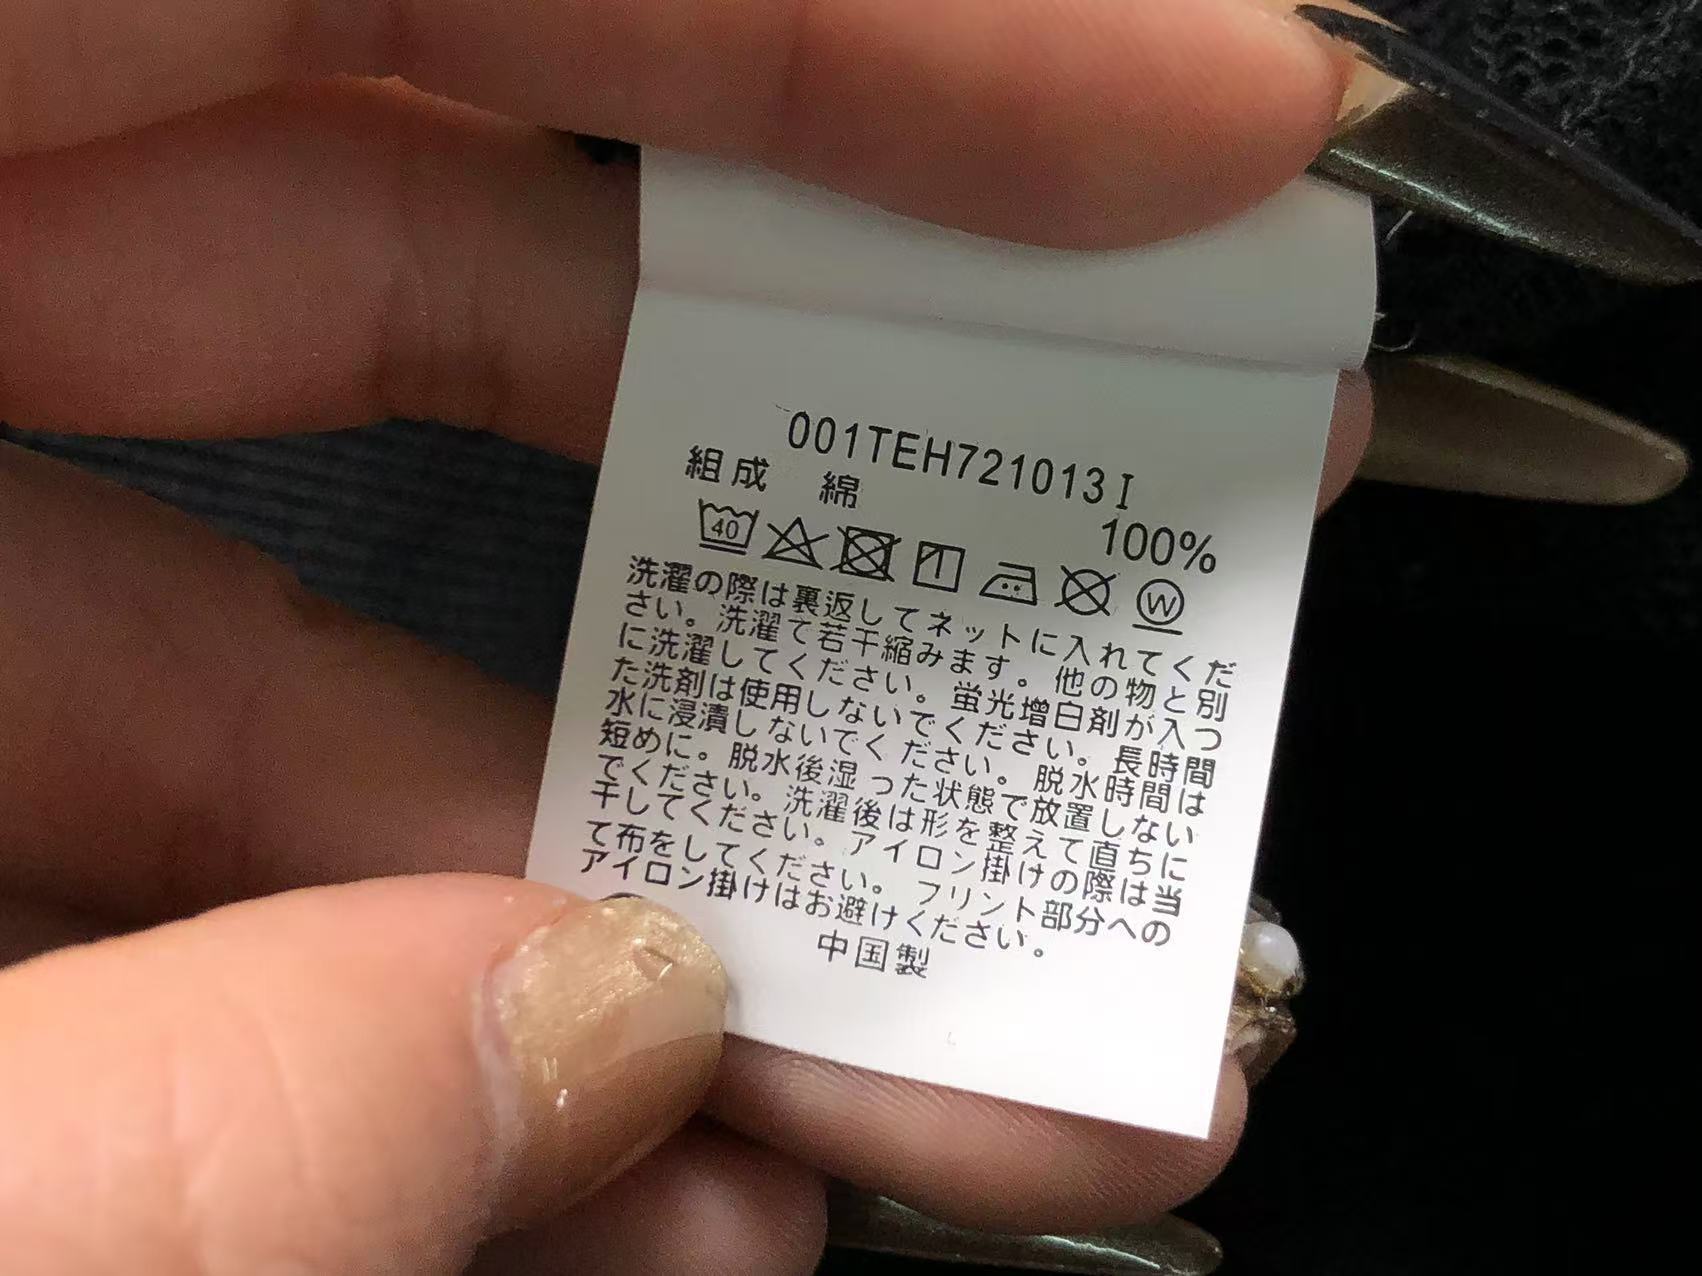 001TEH721013I
組成 綿 100%
40
W
洗濯の際は裏返してネットに入れてくだ
さい。洗濯て若干縮みます。他の物と別
に洗濯してください。蛍光増白剤が入つ
た洗剤は使用しないでください。長時間
水に浸漬しないでください。脱水時間は
短めに。脱水後湿った状態で放置しない
でください。洗濯後は形を整えて直ちに
干してください。アイロン掛けの際は当
て布をしてください。フリント部分への
アイロン掛けはお避けください。
中国製